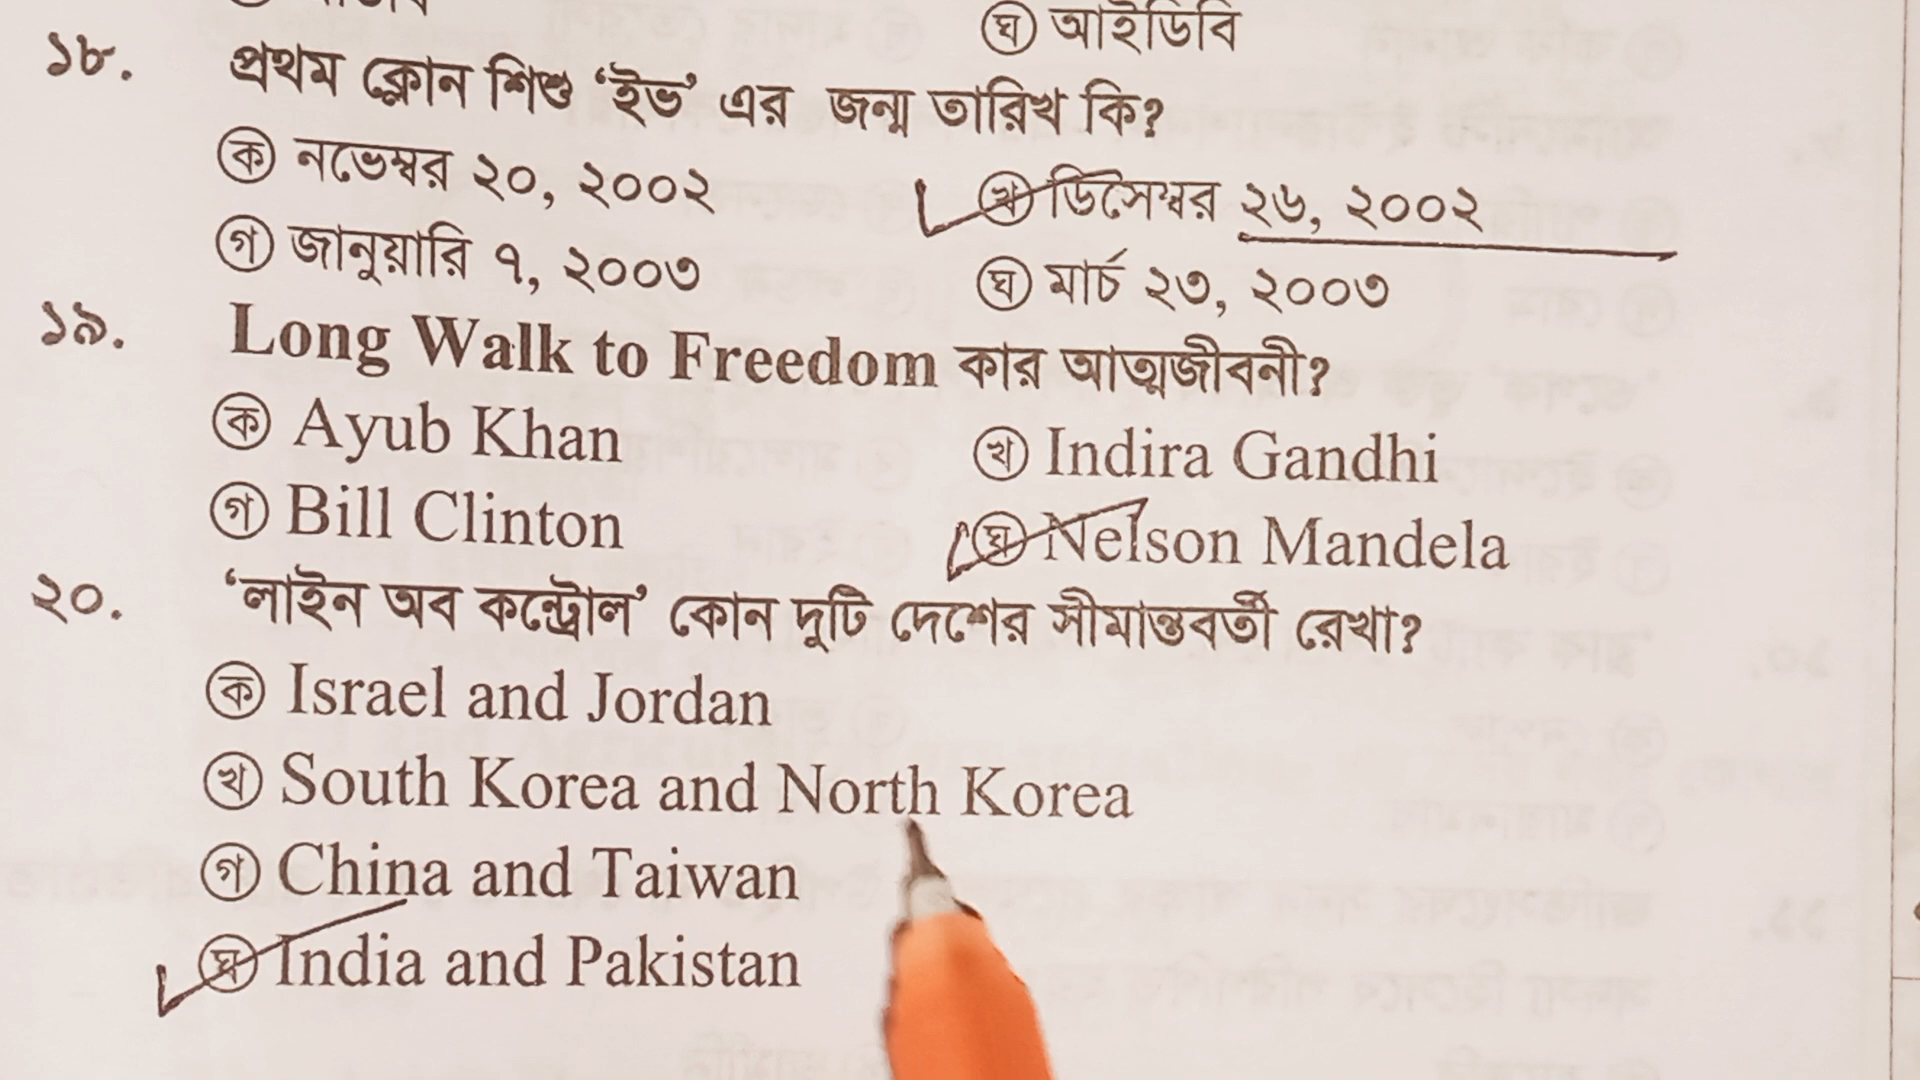 ঘ আইডিবি
১৮. প্রথম ক্লোন শিশু ‘ইভ’ এর জন্ম তারিখ কি?
ক নভেম্বর ২০, ২০০২ খ ডিসেম্বর ২৬, ২০০২
গ জানুয়ারি ৭, ২০০৩ ঘ মার্চ ২৩, ২০০৩
১৯. Long Walk to Freedom কার আত্মজীবনী?
ক Ayub Khan খ Indira Gandhi
গ Bill Clinton ঘ Nelson Mandela
২০. ‘লাইন অব কন্ট্রোল’ কোন দুটি দেশের সীমান্তবর্তী রেখা?
ক Israel and Jordan
খ South Korea and North Korea
গ China and Taiwan
ঘ India and Pakistan